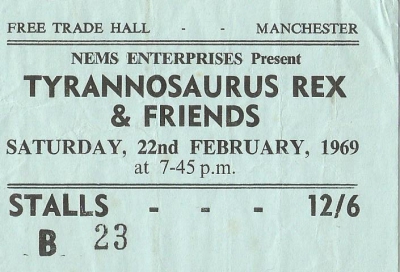 FREE TRADE HALL - - MANCHESTER
NEMS ENTERPRISES Present
TYRANNOSAURUS REX
& FRIENDS
SATURDAY, 22nd FEBRUARY, 1969
at 7-45 p.m.
STALLS - - - 12/6
B 23